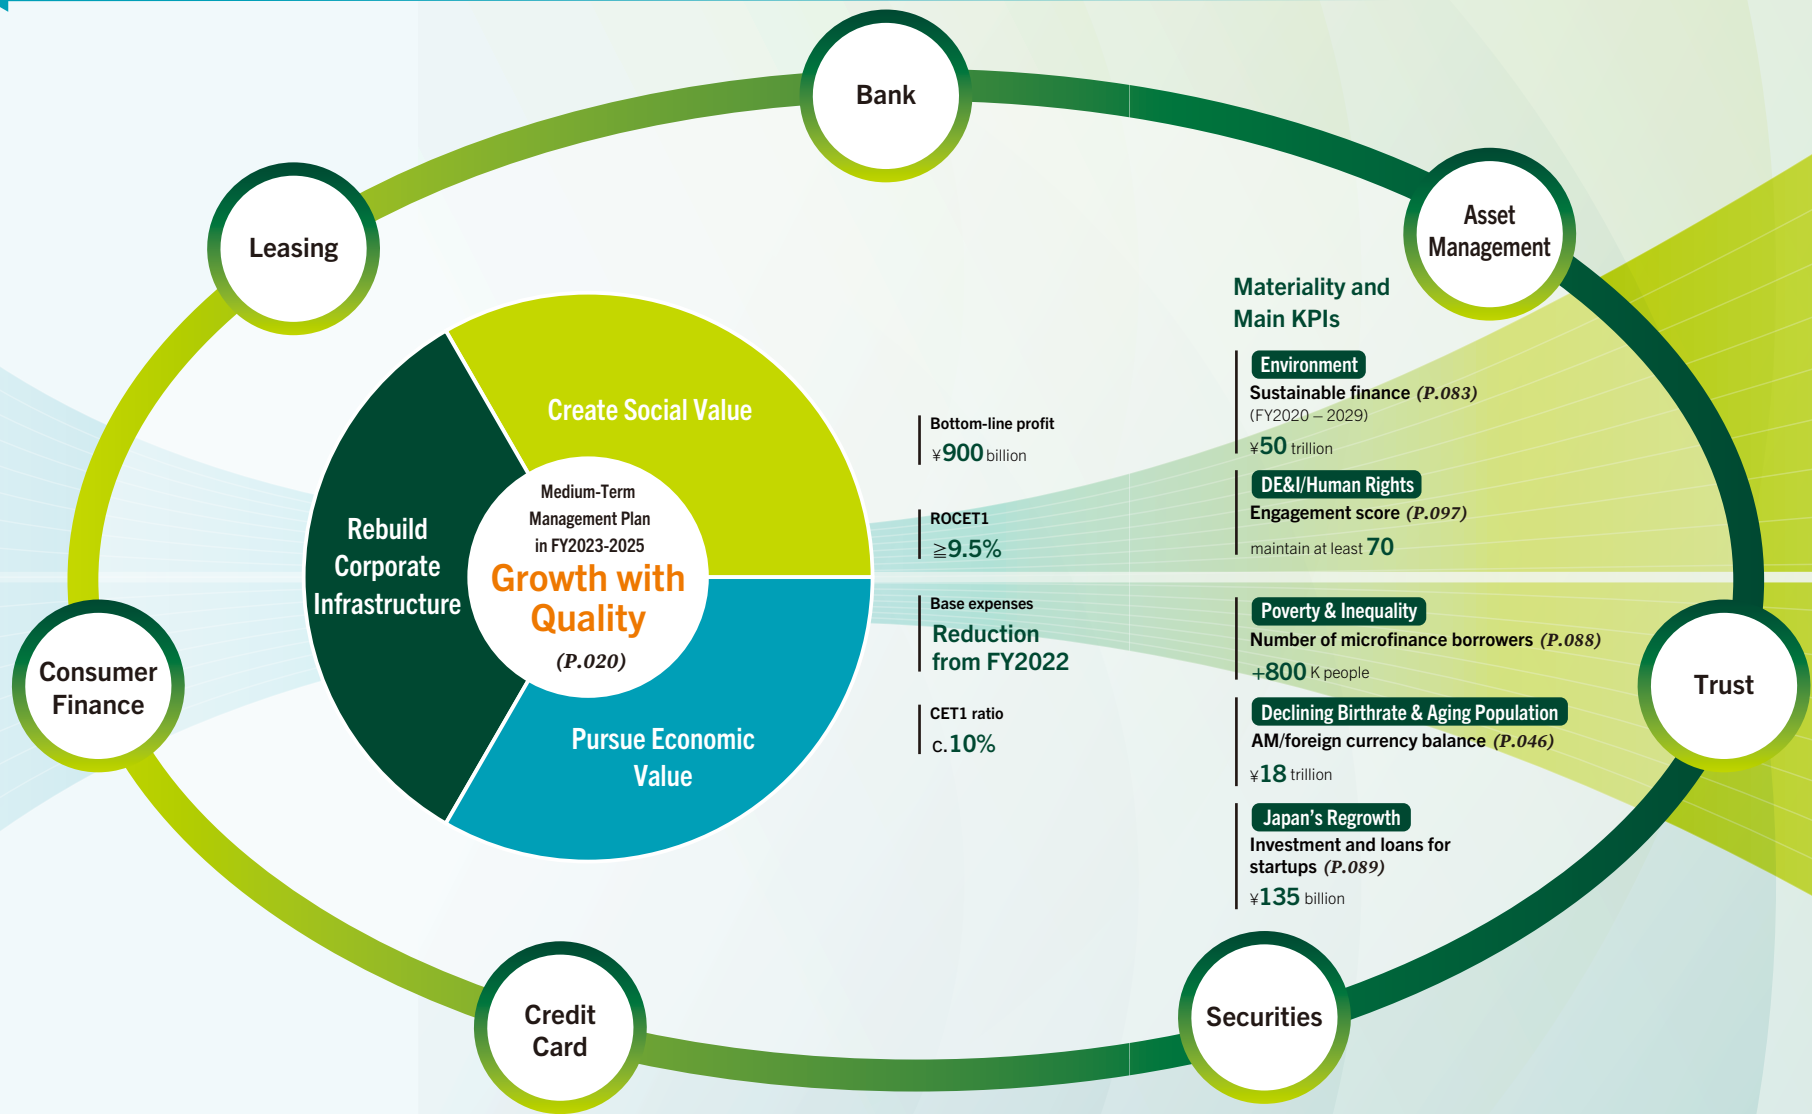 Bank
Leasing
Asset
Management
Consumer
Finance
Trust
Credit
Card
Securities
Create Social Value
Rebuild
Corporate
Infrastructure
Pursue Economic
Value
Medium-Term
Management Plan
in FY2023-2025
Growth with
Quality
(P.020)
Bottom-line profit
¥900 billion
ROCET1
≧9.5%
Base expenses
Reduction
from FY2022
CET1 ratio
c.10%
Materiality and
Main KPIs
Environment
Sustainable finance (P.083)
(FY2020 – 2029)
¥50 trillion
DE&I/Human Rights
Engagement score (P.097)
maintain at least 70
Poverty & Inequality
Number of microfinance borrowers (P.088)
+800 K people
Declining Birthrate & Aging Population
AM/foreign currency balance (P.046)
¥18 trillion
Japan's Regrowth
Investment and loans for
startups (P.089)
¥135 billion